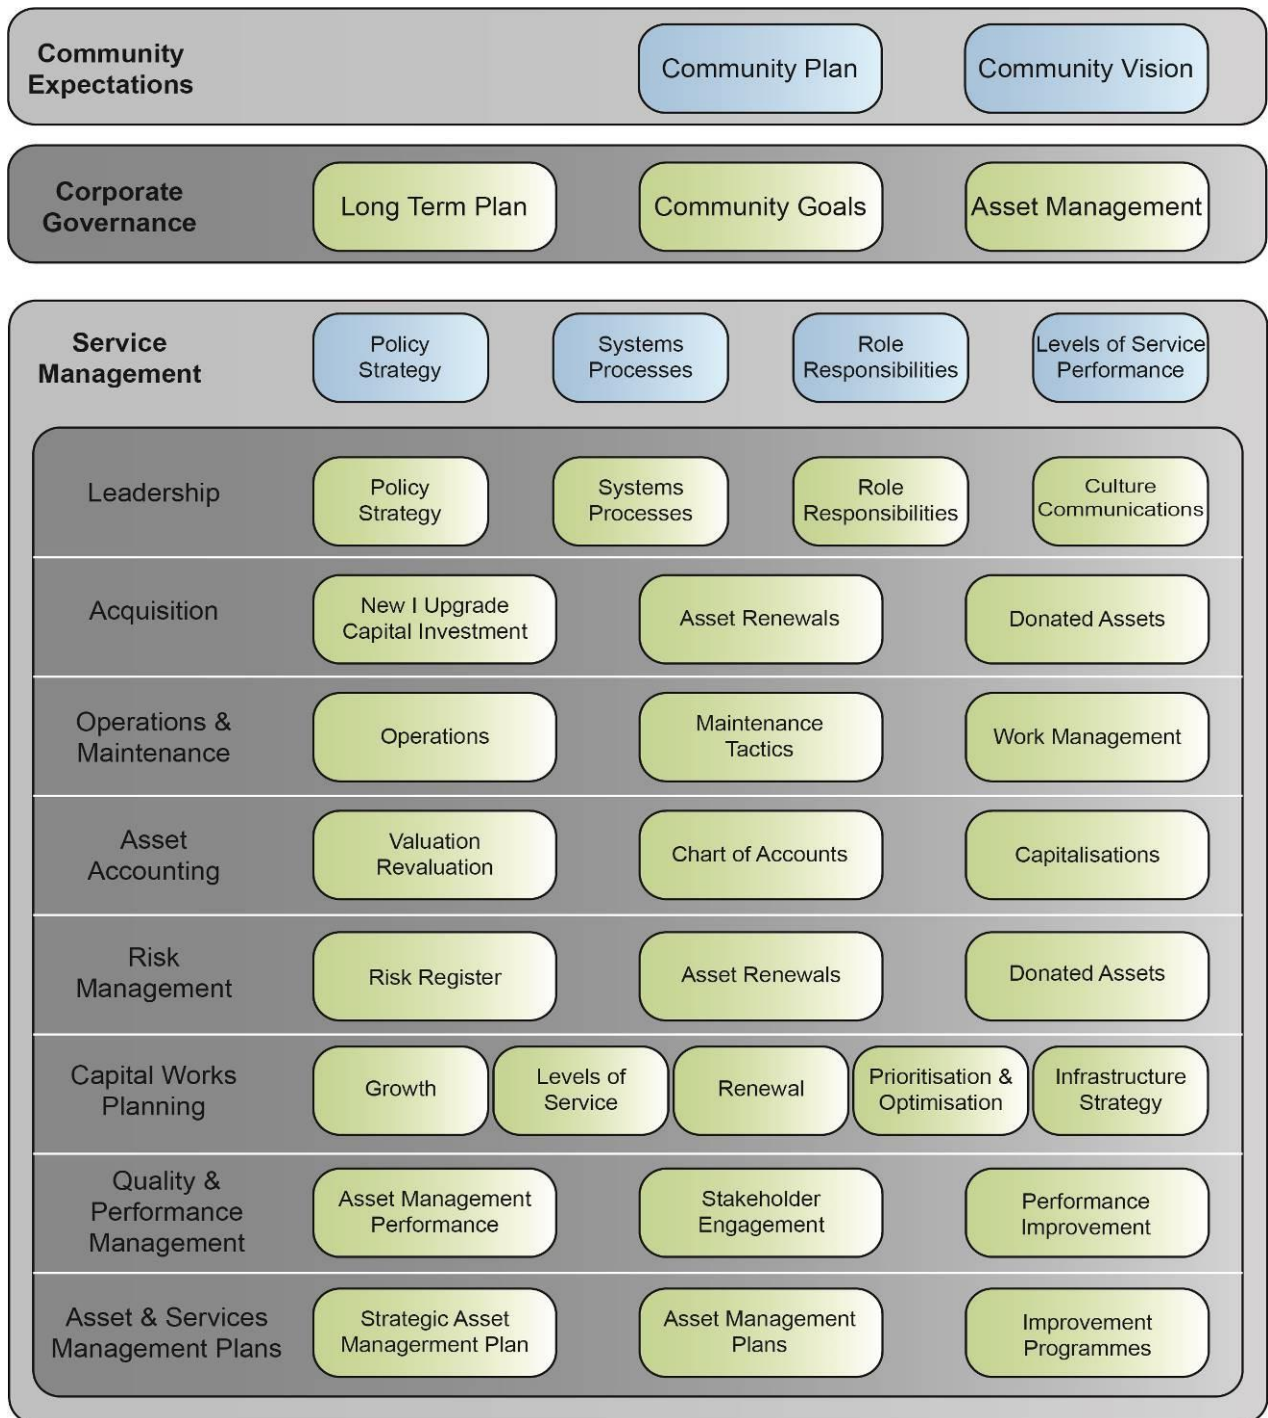 Community
Expectations
Community Plan
Community Vision
Corporate
Governance
Long Term Plan
Community Goals
Asset Management
Service
Management
Policy
Strategy
Systems
Processes
Role
Responsibilities
Levels of Service
Performance
Leadership
Policy
Strategy
Systems
Processes
Role
Responsibilities
Culture
Communications
Acquisition
New I Upgrade
Capital Investment
Asset Renewals
Donated Assets
Operations &
Maintenance
Operations
Maintenance
Tactics
Work Management
Asset
Accounting
Valuation
Revaluation
Chart of Accounts
Capitalisations
Risk
Management
Risk Register
Asset Renewals
Donated Assets
Capital Works
Planning
Growth
Levels of
Service
Renewal
Prioritisation &
Optimisation
Infrastructure
Strategy
Quality &
Performance
Management
Asset Management
Performance
Stakeholder
Engagement
Performance
Improvement
Asset & Services
Management Plans
Strategic Asset
Managerment Plan
Asset Management
Plans
Improvement
Programmes